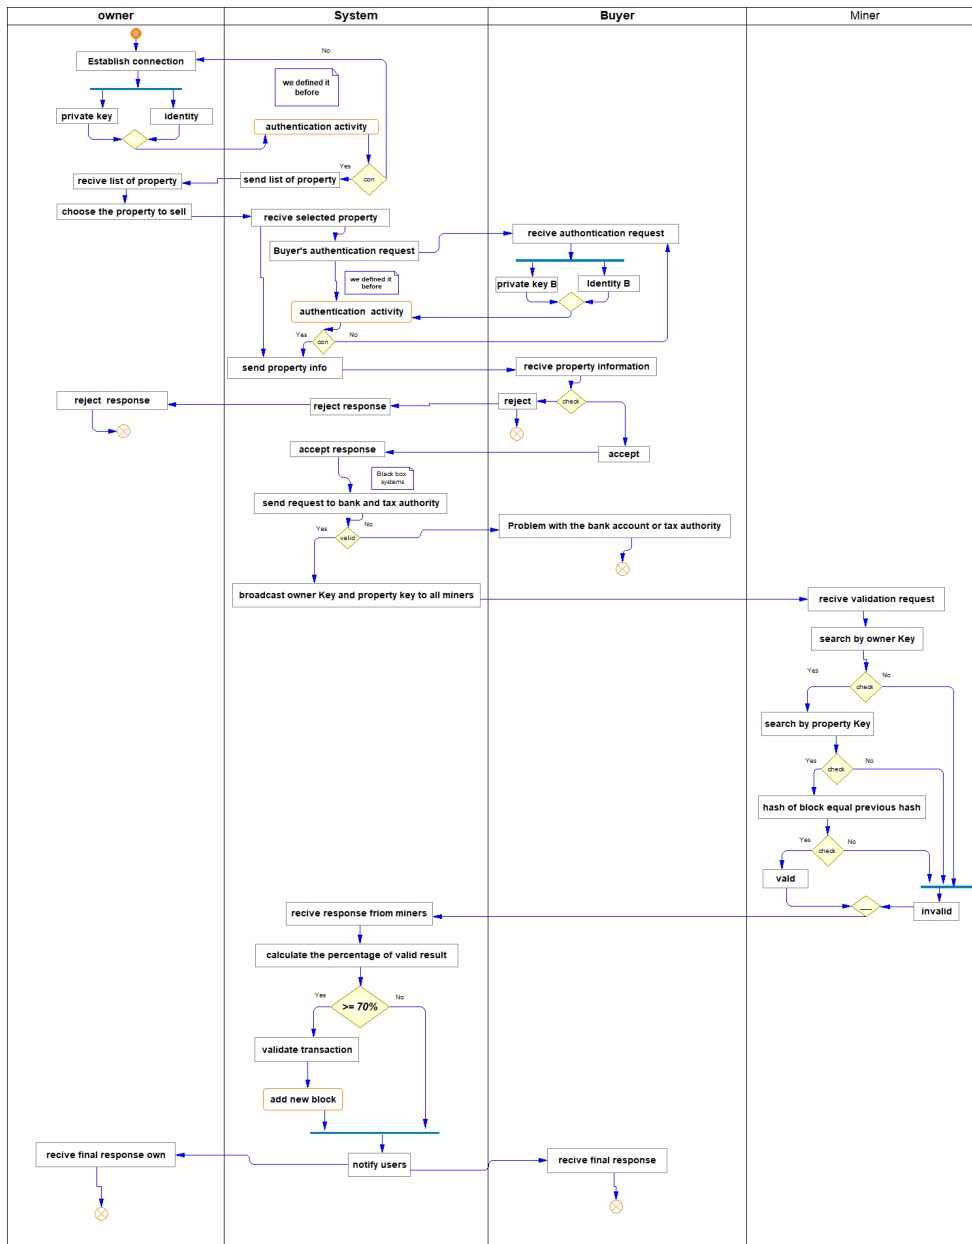 owner
System
Buyer
Miner
No
Establish connection
we defined it
before
private key
identity
authentication activity
Yes
con
recive list of property
send list of property
choose the property to sell
recive selected property
Buyer's authentication request
recive authontication request
we defined it
before
private key B
Identity B
authentication activity
Yes
No
con
send property info
recive property information
reject response
reject response
reject
check
accept response
accept
Black box
systems
send request to bank and tax authority
Yes
No
valid
Problem with the bank account or tax authority
broadcast owner Key and property key to all miners
recive validation request
search by owner Key
Yes
No
check
search by property Key
Yes
No
check
hash of block equal previous hash
Yes
No
check
vald
invalid
recive response friom miners
calculate the percentage of valid result
Yes
No
>= 70%
validate transaction
add new block
recive final response own
notify users
recive final response